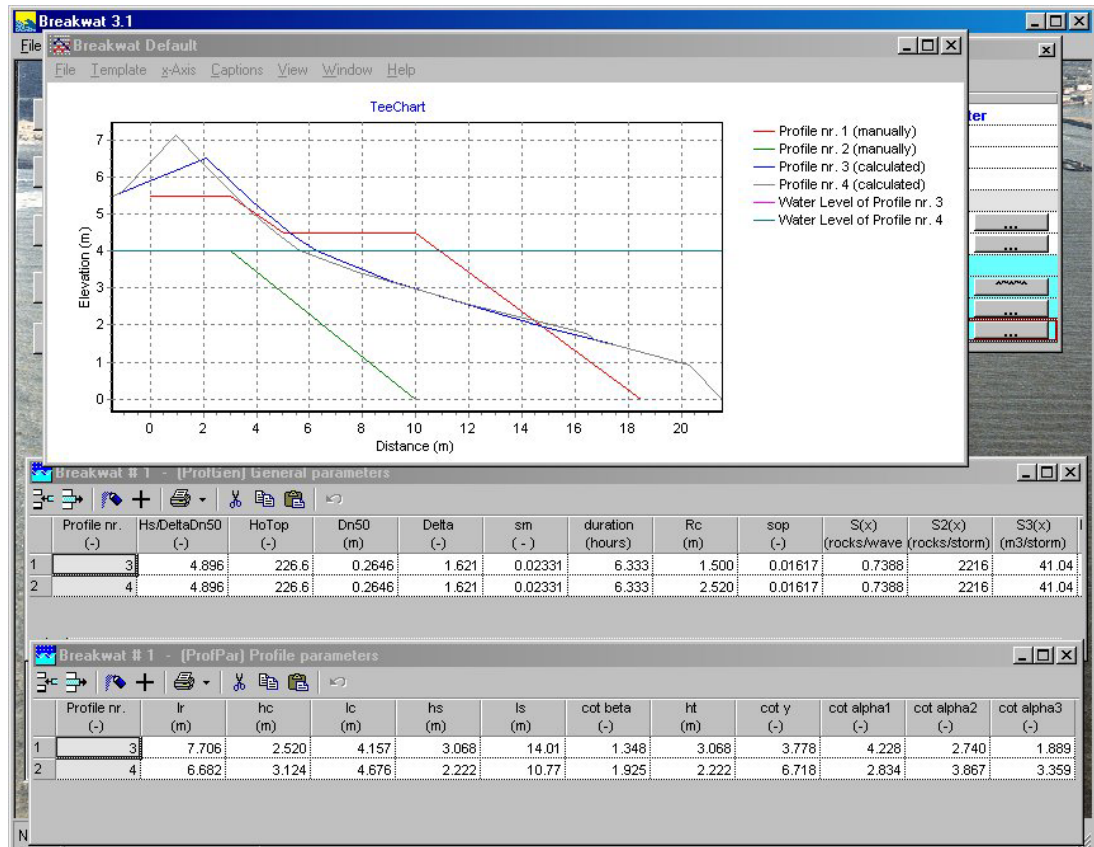 Breakwat 3.1
File
Breakwat Default
File Template x-Axis Captions View Window Help
TeeChart
Elevation (m)
7
6
5
4
3
2
1
0
0 2 4 6 8 10 12 14 16 18 20
Distance (m)
Profile nr. 1 (manually)
Profile nr. 2 (manually)
Profile nr. 3 (calculated)
Profile nr. 4 (calculated)
Water Level of Profile nr. 3
Water Level of Profile nr. 4
...
...
...
...
Breakwat # 1 - (ProfGen) General parameters
Profile nr. Hs/DeltaDn50 HoTop Dn50 Delta sm duration Rc sop S(x) S2(x) S3(x)
(-) (-) (-) (m) (-) (-) (hours) (m) (-) (rocks/wave (rocks/storm) (m3/storm)
1 3 4.896 226.6 0.2646 1.621 0.02331 6.333 1.500 0.01617 0.7388 2216 41.04
2 4 4.896 226.6 0.2646 1.621 0.02331 6.333 2.520 0.01617 0.7388 2216 41.04
Breakwat # 1 - (ProfPar) Profile parameters
Profile nr. lr hc lc hs ls cot beta ht cot y cot alpha1 cot alpha2 cot alpha3
(-) (m) (m) (m) (m) (m) (-) (m) (-) (-) (-) (-)
1 3 7.706 2.520 4.157 3.068 14.01 1.348 3.068 3.778 4.228 2.740 1.889
2 4 6.682 3.124 4.676 2.222 10.77 1.925 2.222 6.718 2.834 3.867 3.359
N